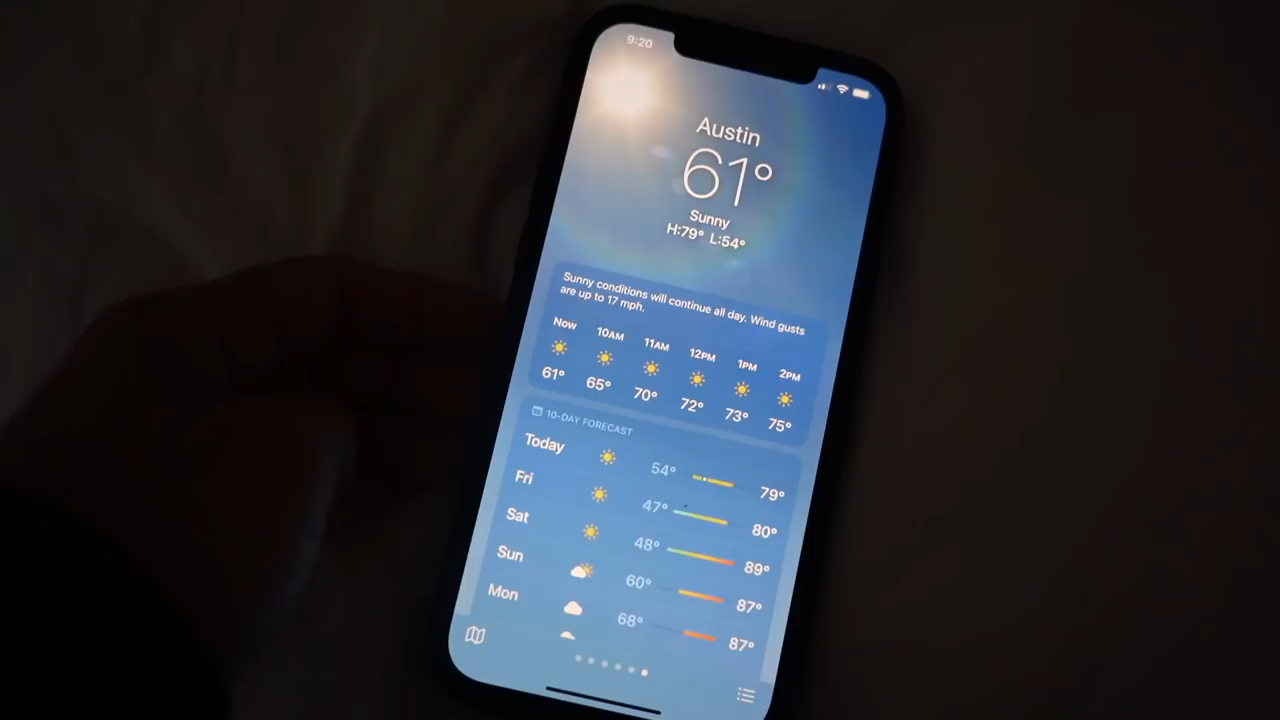 9:20
Austin
61°
Sunny
H:79° L:54°
Sunny conditions will continue all day. Wind gusts
are up to 17 mph.
Now 10AM 11AM 12PM 1PM 2PM
61° 65° 70° 72° 73° 75°
10-DAY FORECAST
Today 54° 79°
Fri 47° 80°
Sat 48° 89°
Sun 60° 87°
Mon 68° 87°